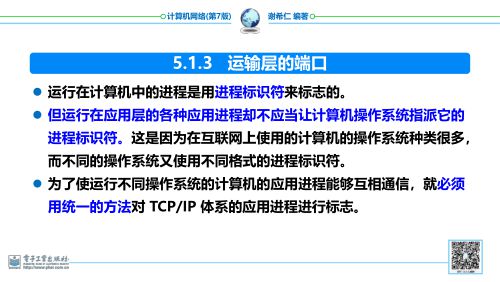 计算机网络(第7版)
谢希仁 编著
5.1.3 运输层的端口
运行在计算机中的进程是用进程标识符来标志的。
但运行在应用层的各种应用进程却不应当让计算机操作系统指派它的
进程标识符。这是因为在互联网上使用的计算机的操作系统种类很多，
而不同的操作系统又使用不同格式的进程标识符。
为了使运行不同操作系统的计算机的应用进程能够互相通信，就必须
用统一的方法对 TCP/IP 体系的应用进程进行标志。
电子工业出版社
http://www.phei.com.cn